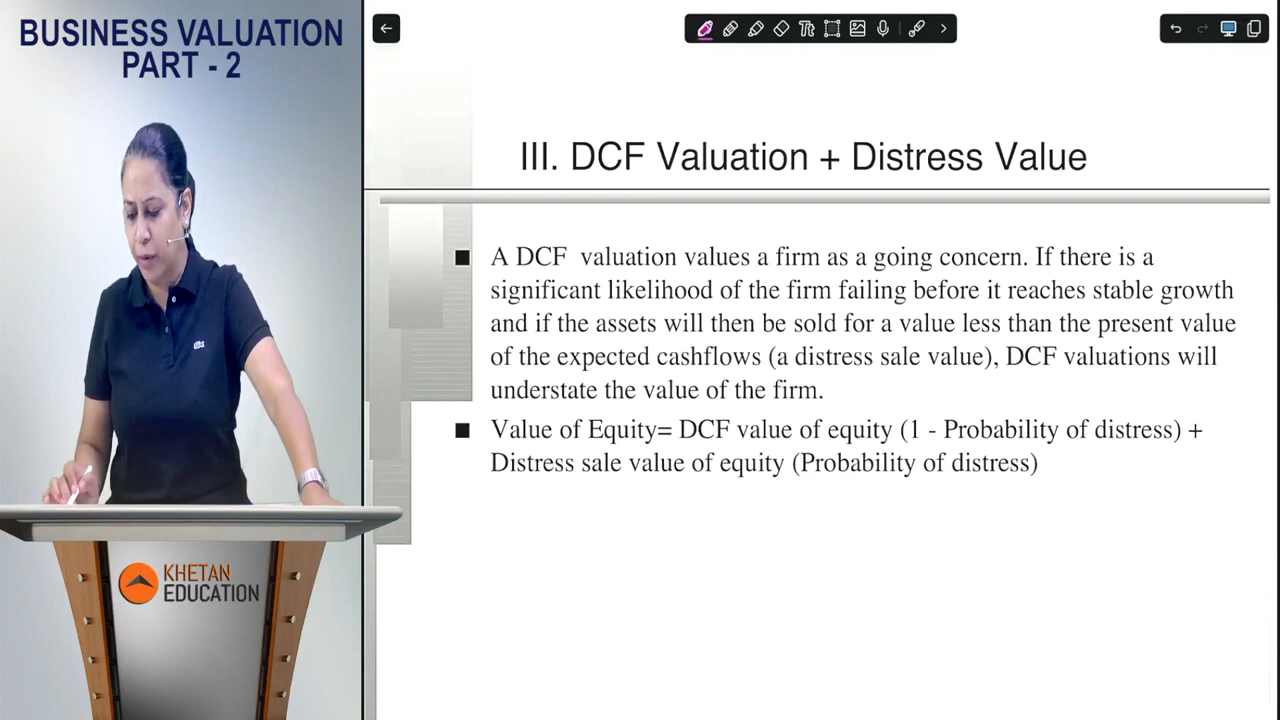 BUSINESS VALUATION
PART - 2
III. DCF Valuation + Distress Value
A DCF valuation values a firm as a going concern. If there is a
significant likelihood of the firm failing before it reaches stable growth
and if the assets will then be sold for a value less than the present value
of the expected cashflows (a distress sale value), DCF valuations will
understate the value of the firm.
Value of Equity= DCF value of equity (1 - Probability of distress) +
Distress sale value of equity (Probability of distress)
KHETAN
EDUCATION